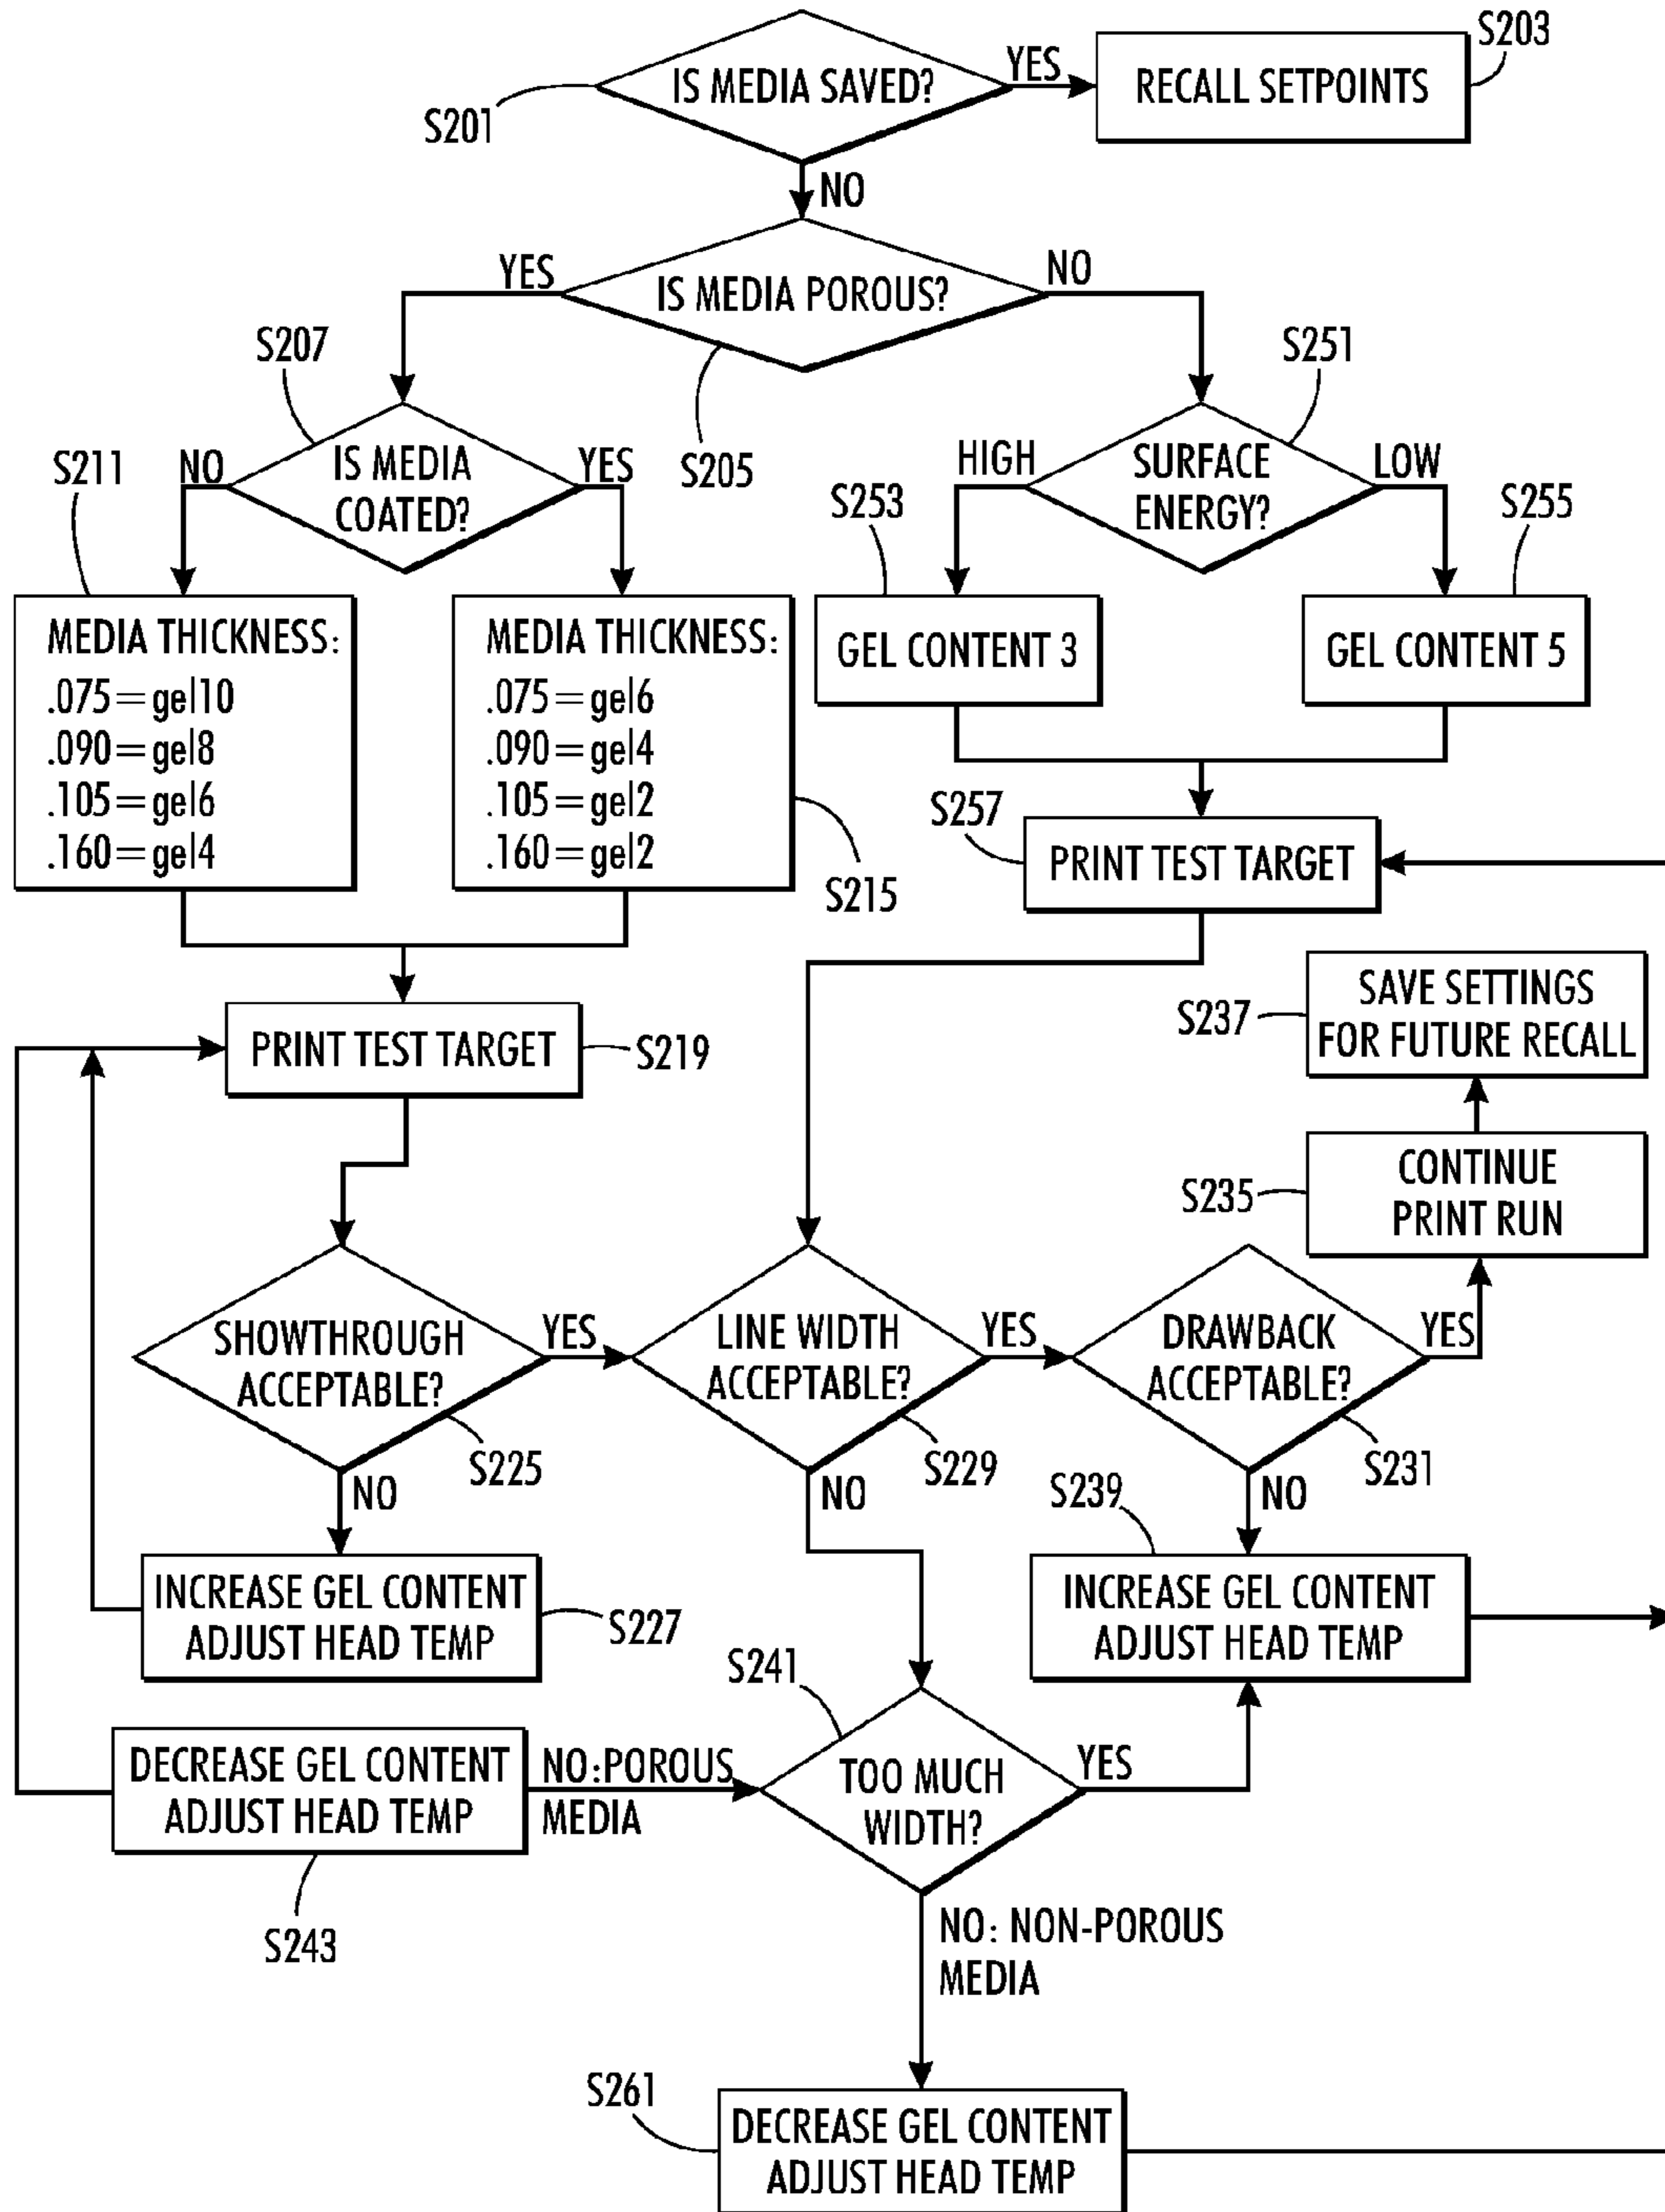 S203
IS MEDIA SAVED?
YES
RECALL SETPOINTS
S201
NO
YES
IS MEDIA POROUS?
NO
S207
S251
S205
S211
NO
IS MEDIA
COATED?
YES
HIGH
SURFACE
ENERGY?
LOW
S253
S255
MEDIA THICKNESS:
.075=gel10
.090=gel8
.105=gel6
.160=gel4
MEDIA THICKNESS:
.075=gel6
.090=gel4
.105=gel2
.160=gel2
S215
GEL CONTENT 3
GEL CONTENT 5
S257
PRINT TEST TARGET
PRINT TEST TARGET
S219
S237
SAVE SETTINGS
FOR FUTURE RECALL
S235
CONTINUE
PRINT RUN
SHOWTHROUGH
ACCEPTABLE?
YES
LINE WIDTH
ACCEPTABLE?
YES
DRAWBACK
ACCEPTABLE?
YES
S225
S229
S231
NO
NO
NO
S239
INCREASE GEL CONTENT
ADJUST HEAD TEMP
S227
INCREASE GEL CONTENT
ADJUST HEAD TEMP
S241
DECREASE GEL CONTENT
ADJUST HEAD TEMP
NO:POROUS
MEDIA
TOO MUCH
WIDTH?
YES
S243
NO: NON-POROUS
MEDIA
S261
DECREASE GEL CONTENT
ADJUST HEAD TEMP